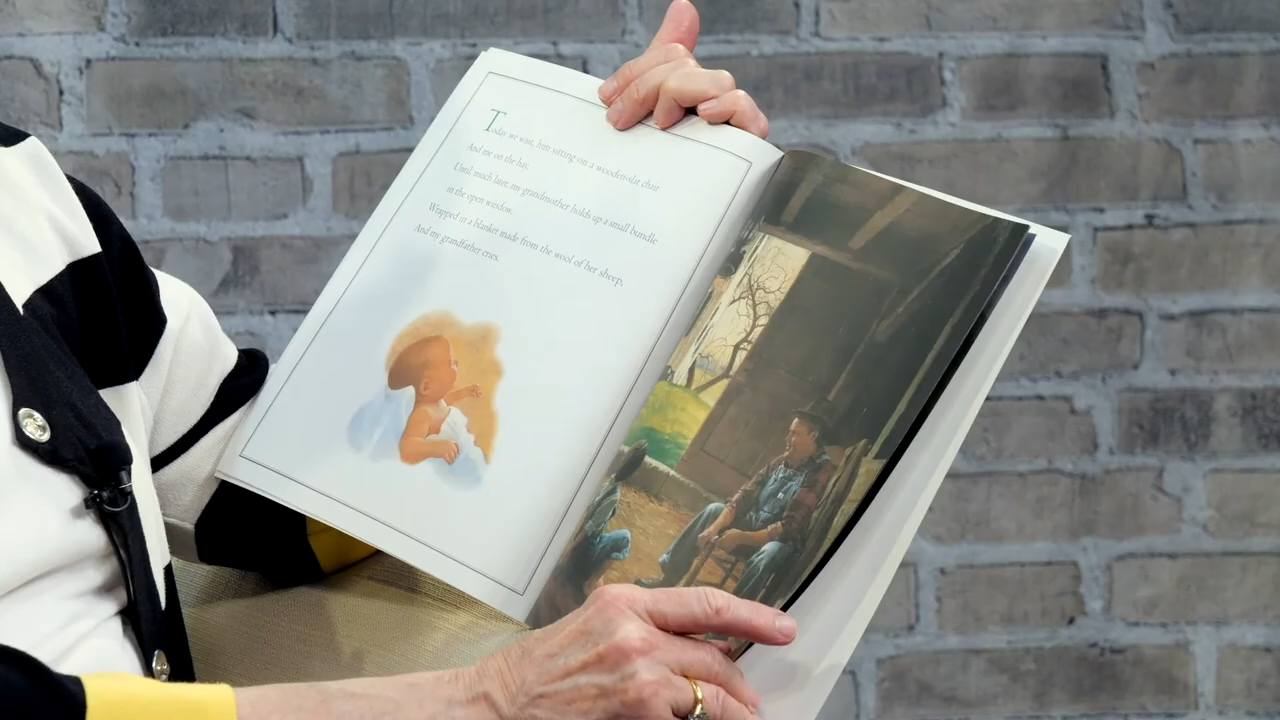 Today we wait, him sitting on a wooden-slat chair
And me on the hay,
Until, much later, my grandmother holds up a small bundle
in the open window,
Wrapped in a blanket made from the wool of her sheep,
And my grandfather cries.